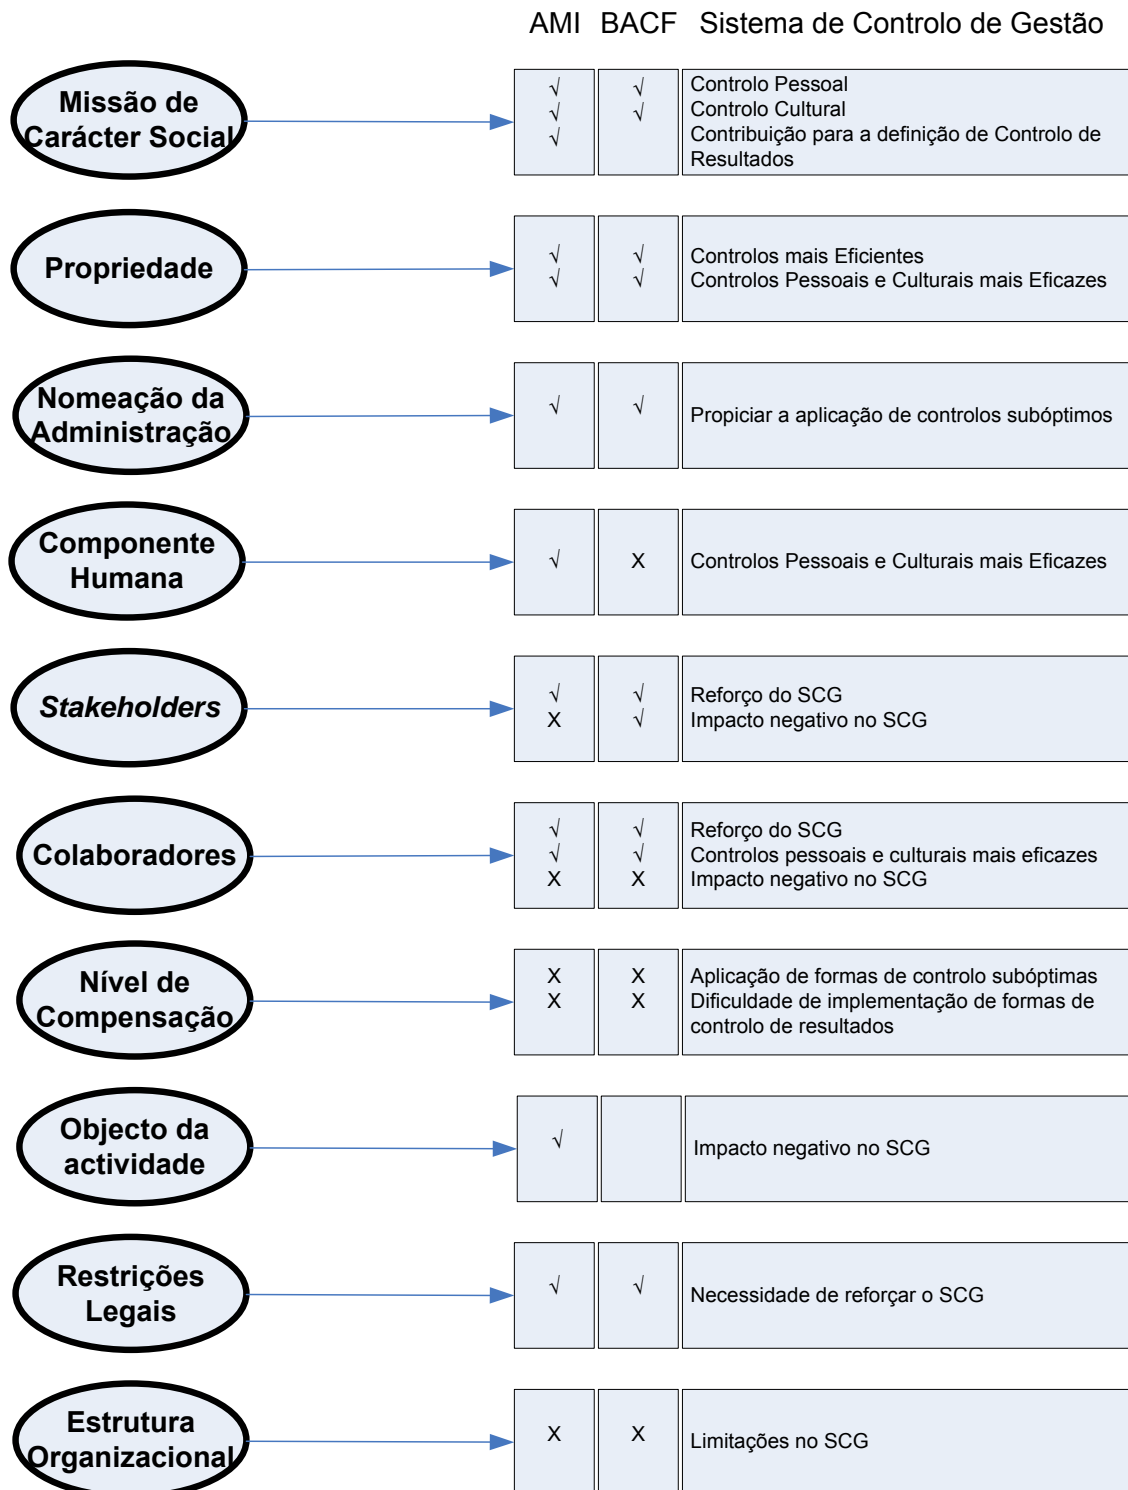 AMI BACF Sistema de Controlo de Gestão
Missão de
Carácter Social
√ √ Controlo Pessoal
√ √ Controlo Cultural
√ Contribuição para a definição de Controlo de
Resultados
Propriedade
√ √ Controlos mais Eficientes
√ √ Controlos Pessoais e Culturais mais Eficazes
Nomeação da
Administração
√ √ Propiciar a aplicação de controlos subóptimos
Componente
Humana
√ X Controlos Pessoais e Culturais mais Eficazes
Stakeholders
√ √ Reforço do SCG
X √ Impacto negativo no SCG
Colaboradores
√ √ Reforço do SCG
√ √ Controlos pessoais e culturais mais eficazes
X X Impacto negativo no SCG
Nível de
Compensação
X X Aplicação de formas de controlo subóptimas
X X Dificuldade de implementação de formas de
controlo de resultados
Objecto da
actividade
√ Impacto negativo no SCG
Restrições
Legais
√ √ Necessidade de reforçar o SCG
Estrutura
Organizacional
X X Limitações no SCG